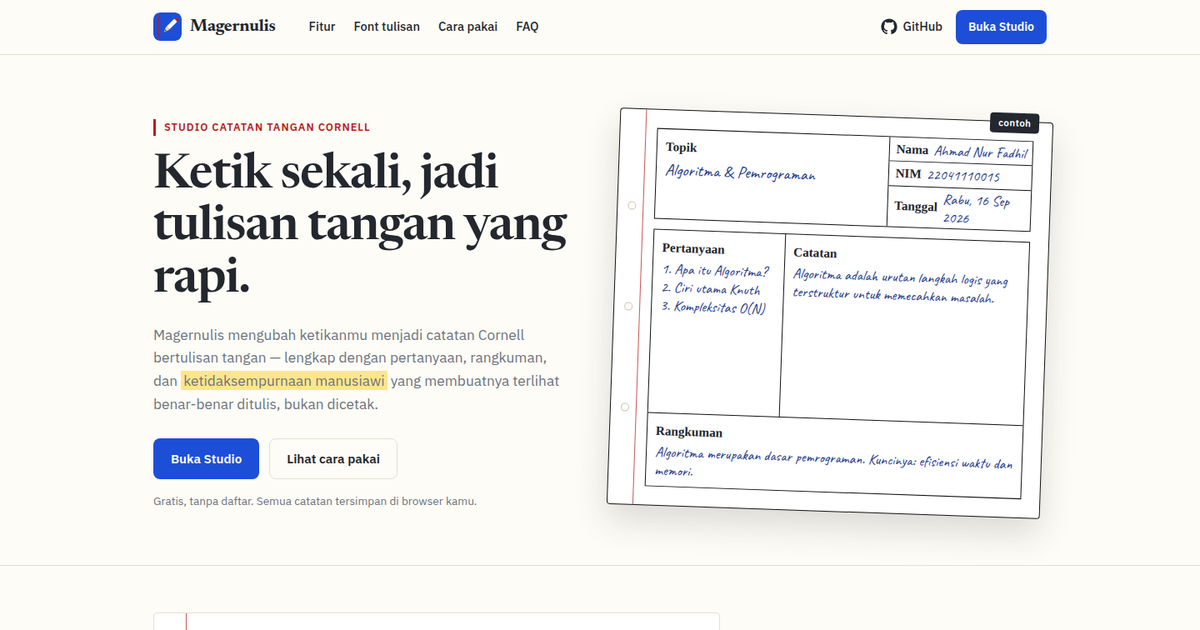 Magernulis
Fitur
Font tulisan
Cara pakai
FAQ
GitHub
Buka Studio
STUDIO CATATAN TANGAN CORNELL
Ketik sekali, jadi
tulisan tangan yang
rapi.
Magernulis mengubah ketikanmu menjadi catatan Cornell
bertulisan tangan — lengkap dengan pertanyaan, rangkuman,
dan ketidaksempurnaan manusiawi yang membuatnya terlihat
benar-benar ditulis, bukan dicetak.
Buka Studio
Lihat cara pakai
Gratis, tanpa daftar. Semua catatan tersimpan di browser kamu.
contoh
Topik
Algoritma & Pemrograman
Nama Ahmad Nur Fadhil
NIM 22041110015
Tanggal Rabu, 16 Sep
2026
Pertanyaan
1. Apa itu Algoritma?
2. Ciri utama Knuth
3. Kompleksitas O(N)
Catatan
Algoritma adalah urutan langkah logis yang
terstruktur untuk memecahkan masalah.
Rangkuman
Algoritma merupakan dasar pemrograman. Kuncinya: efisiensi waktu dan
memori.